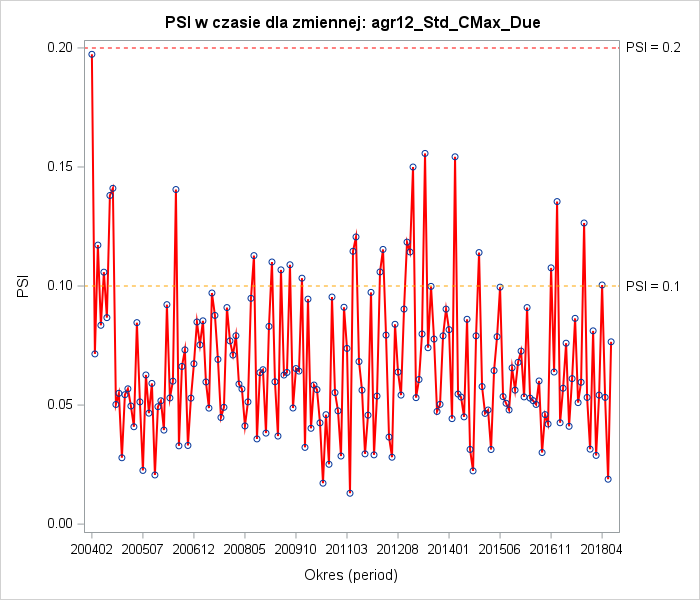 PSI w czasie dla zmiennej: agr12_Std_CMax_Due
0.20
PSI = 0.2
0.15
PSI
0.10
PSI = 0.1
0.05
0.00
200402 200507 200612 200805 200910 201103 201208 201401 201506 201611 201804
Okres (period)